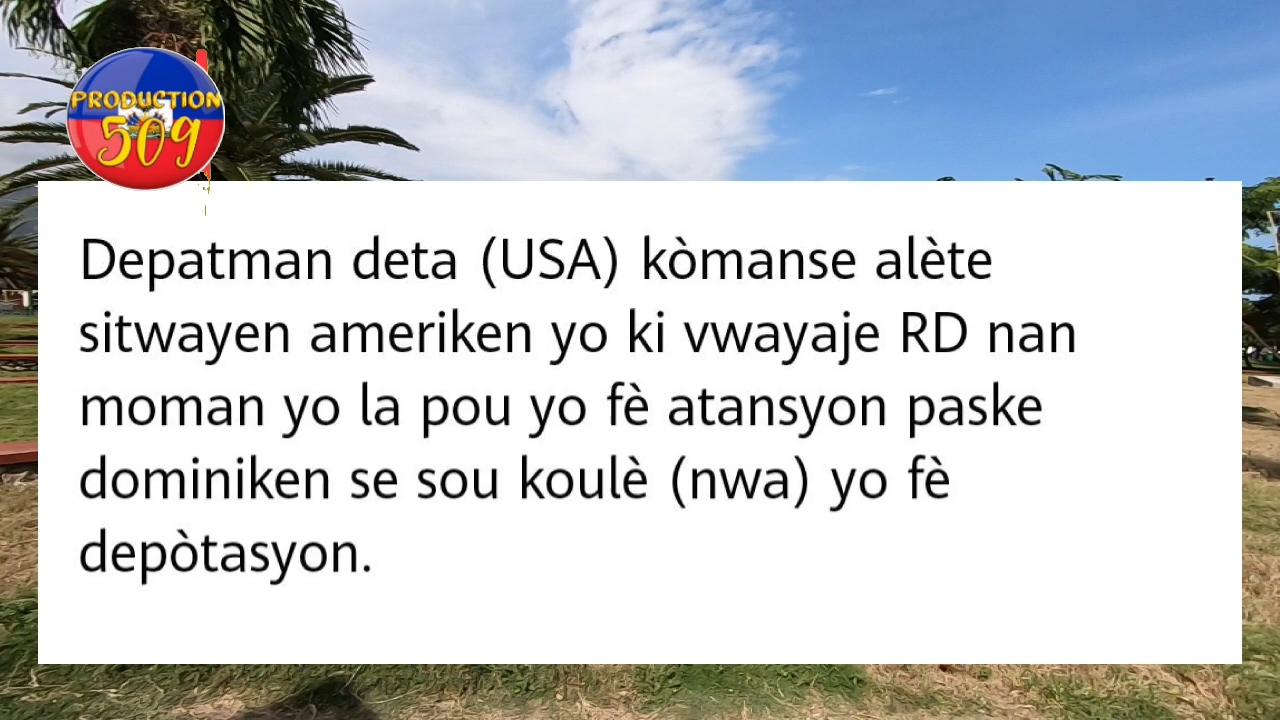 PRODUCTION
509
Depatman deta (USA) kòmanse alète
sitwayen ameriken yo ki vwayaje RD nan
moman yo la pou yo fè atansyon paske
dominiken se sou koulè (nwa) yo fè
depòtasyon.